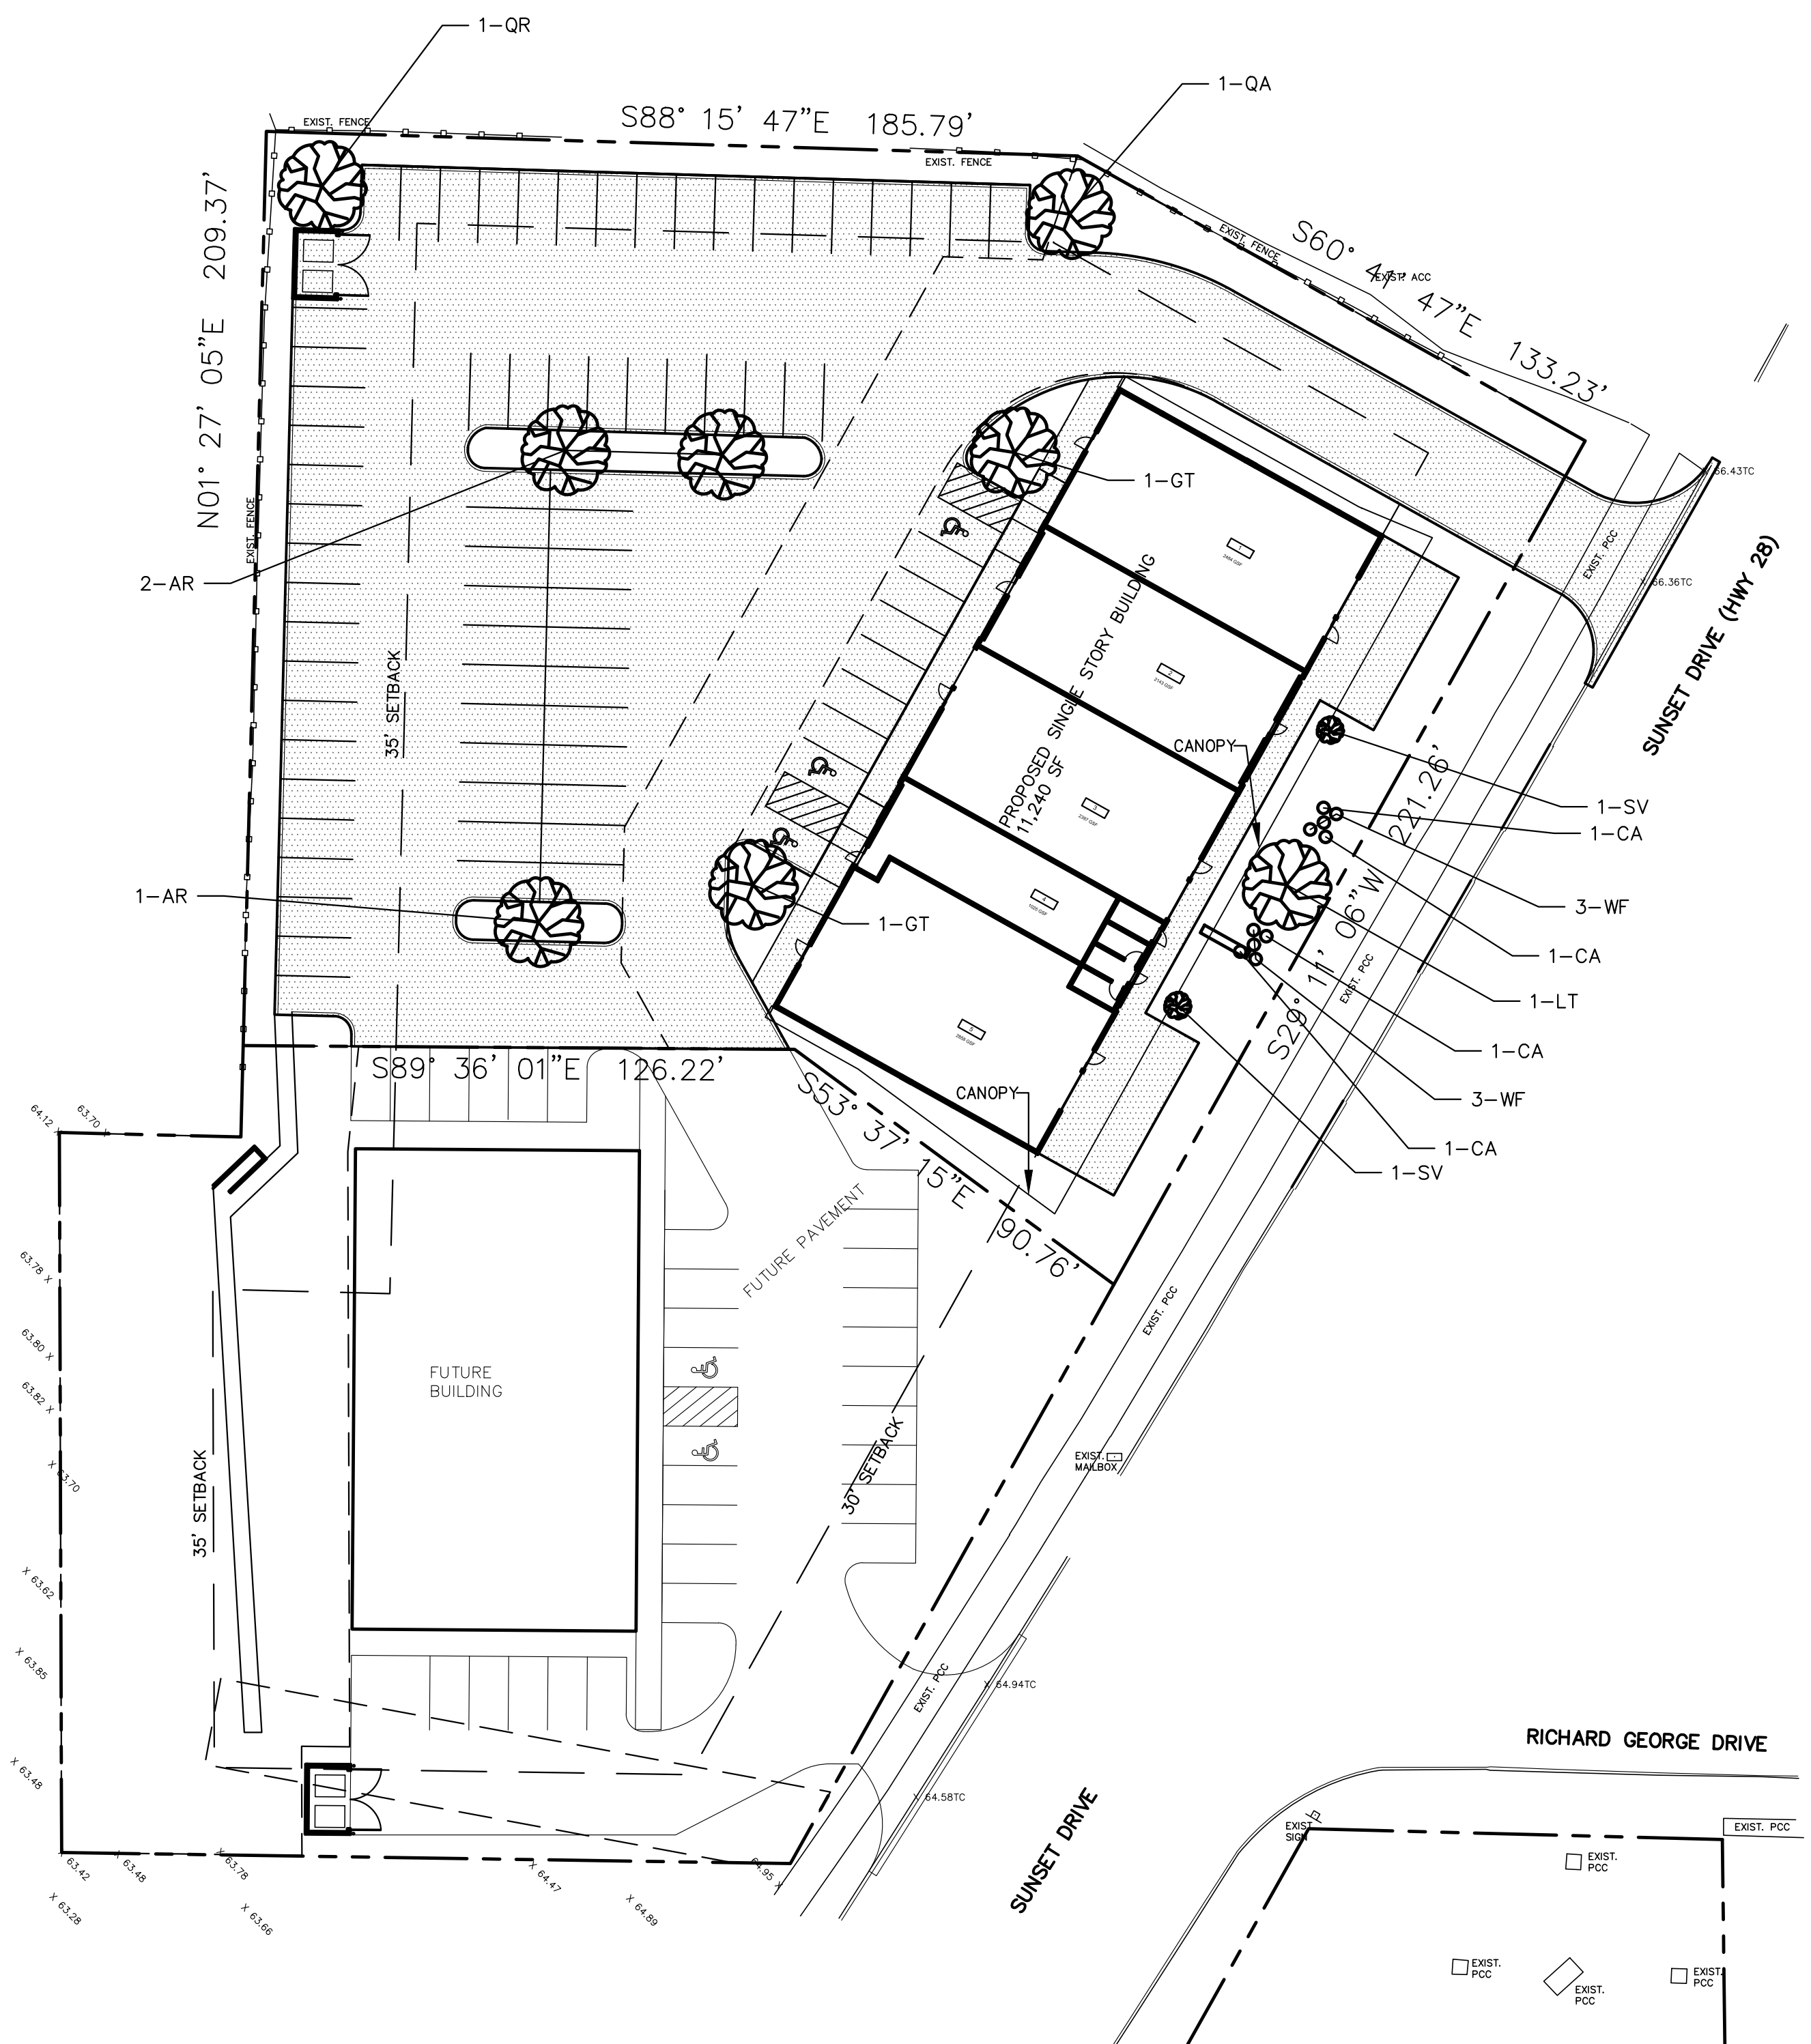 1-QR
1-QA
S88° 15' 47"E 185.79'
EXIST. FENCE
EXIST. FENCE
N01° 27' 05"E 209.37'
EXIST. FENCE
S60° 47"E 133.23'
EXIST. FENCE
EXIST. ACC
66.43TC
66.36TC
EXIST. PCC
SUNSET DRIVE (HWY 28)
2-AR
1-GT
35' SETBACK
PROPOSED SINGLE STORY BUILDING
11,240 SF
1
2
3
4
5
CANOPY
1-SV
1-CA
S29° 11' 06"W 221.26'
3-WF
1-CA
1-LT
1-CA
3-WF
1-CA
1-SV
EXIST. PCC
1-AR
1-GT
S89° 36' 01"E 126.22'
S53° 37' 15"E 90.76'
CANOPY
64.12
63.70
63.78 X
63.80 X
63.82 X
X 63.70
X 63.62
X 63.85
X 63.48
FUTURE PAVEMENT
FUTURE
BUILDING
35' SETBACK
30' SETBACK
EXIST. PCC
EXIST.
MAILBOX
EXIST. PCC
X 64.94TC
X 64.58TC
SUNSET DRIVE
X 63.42
X 63.48
X 63.78
X 64.47
64.95 X
X 63.28
X 63.66
X 64.89
RICHARD GEORGE DRIVE
EXIST.
SIGN
EXIST. PCC
EXIST.
PCC
EXIST.
PCC
EXIST.
PCC
EXIST.
PCC